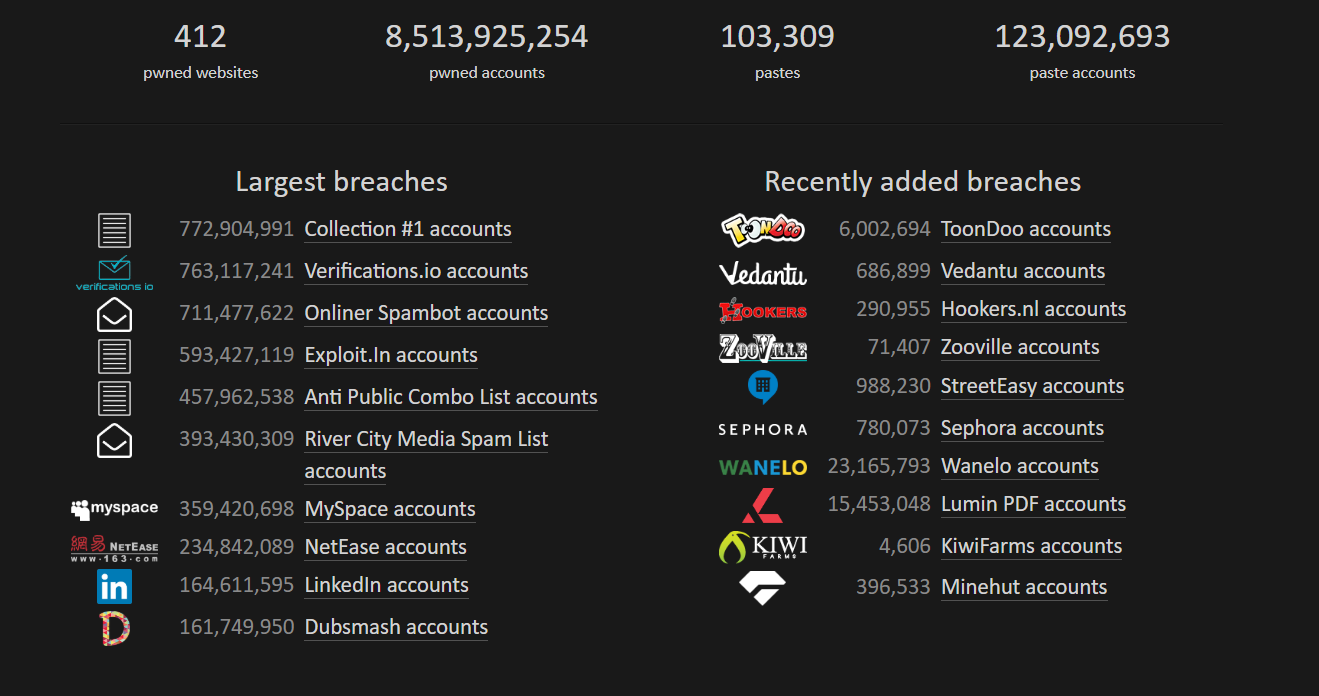 412
8,513,925,254
103,309
123,092,693
pwned websites
pwned accounts
pastes
paste accounts
Largest breaches
772,904,991 Collection #1 accounts
verifications io 763,117,241 Verifications.io accounts
711,477,622 Onliner Spambot accounts
593,427,119 Exploit.In accounts
457,962,538 Anti Public Combo List accounts
393,430,309 River City Media Spam List
accounts
myspace 359,420,698 MySpace accounts
網易 NETEASE
www.163.com
234,842,089 NetEase accounts
in 164,611,595 LinkedIn accounts
D 161,749,950 Dubsmash accounts
Recently added breaches
TOONDOO 6,002,694 ToonDoo accounts
Vedantu 686,899 Vedantu accounts
HOOKERS 290,955 Hookers.nl accounts
ZOOVILLE 71,407 Zooville accounts
988,230 StreetEasy accounts
SEPHORA 780,073 Sephora accounts
WANELO 23,165,793 Wanelo accounts
15,453,048 Lumin PDF accounts
KIWI
FARMS
4,606 KiwiFarms accounts
396,533 Minehut accounts